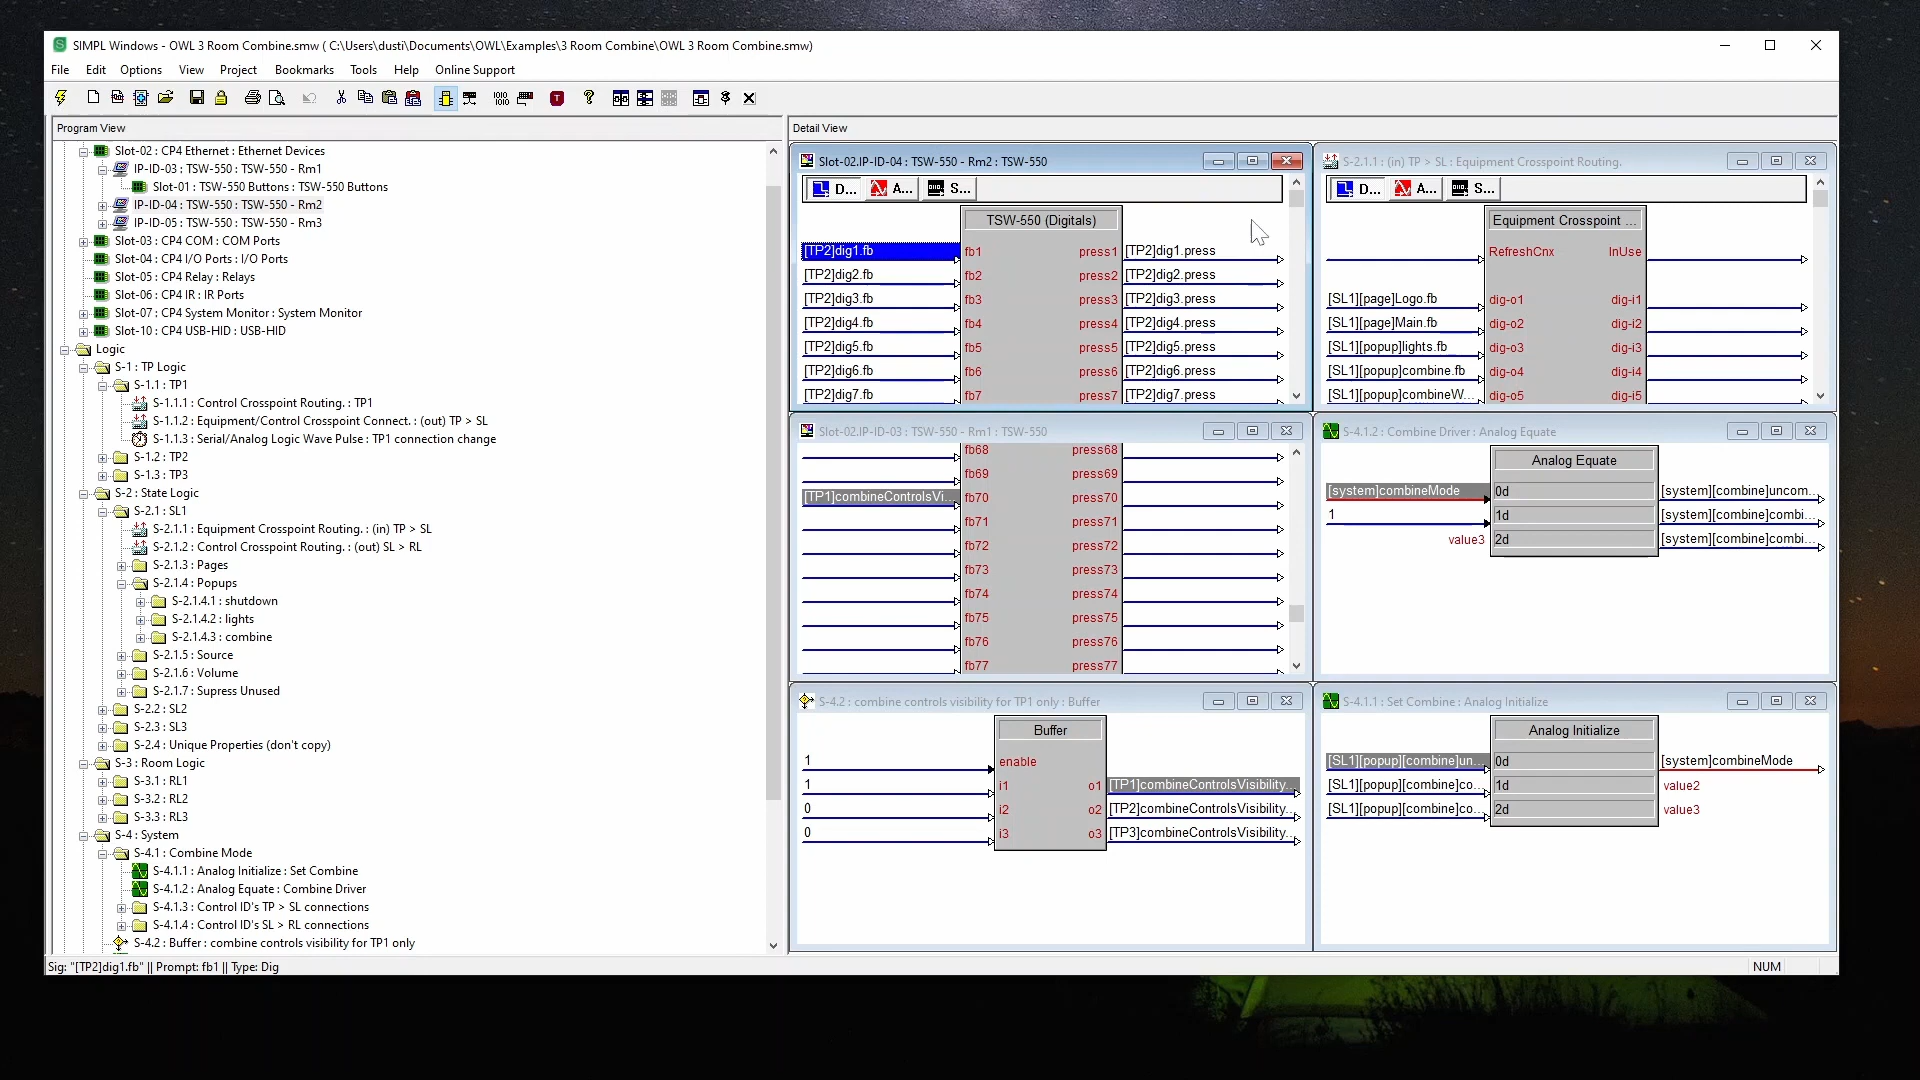 SIMPL Windows - OWL 3 Room Combine.smw ( C:\Users\dusti\Documents\OWL\Examples\3 Room Combine\OWL 3 Room Combine.smw)
File Edit Options View Project Bookmarks Tools Help Online Support
Program View
Slot-02 : CP4 Ethernet : Ethernet Devices
IP-ID-03 : TSW-550 : TSW-550 - Rm1
Slot-01 : TSW-550 Buttons : TSW-550 Buttons
IP-ID-04 : TSW-550 : TSW-550 - Rm2
IP-ID-05 : TSW-550 : TSW-550 - Rm3
Slot-03 : CP4 COM : COM Ports
Slot-04 : CP4 I/O Ports : I/O Ports
Slot-05 : CP4 Relay : Relays
Slot-06 : CP4 IR : IR Ports
Slot-07 : CP4 System Monitor : System Monitor
Slot-10 : CP4 USB-HID : USB-HID
Logic
S-1 : TP Logic
S-1.1 : TP1
S-1.1.1 : Control Crosspoint Routing. : TP1
S-1.1.2 : Equipment/Control Crosspoint Connect. : (out) TP > SL
S-1.1.3 : Serial/Analog Logic Wave Pulse : TP1 connection change
S-1.2 : TP2
S-1.3 : TP3
S-2 : State Logic
S-2.1 : SL1
S-2.1.1 : Equipment Crosspoint Routing. : (in) TP > SL
S-2.1.2 : Control Crosspoint Routing. : (out) SL > RL
S-2.1.3 : Pages
S-2.1.4 : Popups
S-2.1.4.1 : shutdown
S-2.1.4.2 : lights
S-2.1.4.3 : combine
S-2.1.5 : Source
S-2.1.6 : Volume
S-2.1.7 : Supress Unused
S-2.2 : SL2
S-2.3 : SL3
S-2.4 : Unique Properties (don't copy)
S-3 : Room Logic
S-3.1 : RL1
S-3.2 : RL2
S-3.3 : RL3
S-4 : System
S-4.1 : Combine Mode
S-4.1.1 : Analog Initialize : Set Combine
S-4.1.2 : Analog Equate : Combine Driver
S-4.1.3 : Control ID's TP > SL connections
S-4.1.4 : Control ID's SL > RL connections
S-4.2 : Buffer : combine controls visibility for TP1 only
Detail View
Slot-02.IP-ID-04 : TSW-550 - Rm2 : TSW-550
D... A... S...
TSW-550 (Digitals)
[TP2]dig1.fb fb1 press1 [TP2]dig1.press
[TP2]dig2.fb fb2 press2 [TP2]dig2.press
[TP2]dig3.fb fb3 press3 [TP2]dig3.press
[TP2]dig4.fb fb4 press4 [TP2]dig4.press
[TP2]dig5.fb fb5 press5 [TP2]dig5.press
[TP2]dig6.fb fb6 press6 [TP2]dig6.press
[TP2]dig7.fb fb7 press7 [TP2]dig7.press
S-2.1.1 : (in) TP > SL : Equipment Crosspoint Routing.
D... A... S...
Equipment Crosspoint ...
RefreshCnx InUse
[SL1][page]Logo.fb dig-o1 dig-i1
[SL1][page]Main.fb dig-o2 dig-i2
[SL1][popup]lights.fb dig-o3 dig-i3
[SL1][popup]combine.fb dig-o4 dig-i4
[SL1][popup]combineW... dig-o5 dig-i5
Slot-02.IP-ID-03 : TSW-550 - Rm1 : TSW-550
fb68 press68
fb69 press69
[TP1]combineControlsVi... fb70 press70
fb71 press71
fb72 press72
fb73 press73
fb74 press74
fb75 press75
fb76 press76
fb77 press77
S-4.1.2 : Combine Driver : Analog Equate
Analog Equate
[system]combineMode 0d [system][combine]uncom...
1 1d [system][combine]combi...
value3 2d [system][combine]combi...
S-4.2 : combine controls visibility for TP1 only : Buffer
Buffer
1 enable
1 i1 o1 [TP1]combineControlsVisibility...
0 i2 o2 [TP2]combineControlsVisibility...
0 i3 o3 [TP3]combineControlsVisibility...
S-4.1.1 : Set Combine : Analog Initialize
Analog Initialize
[SL1][popup][combine]un... 0d [system]combineMode
[SL1][popup][combine]co... 1d value2
[SL1][popup][combine]co... 2d value3
Sig: "[TP2]dig1.fb" || Prompt: fb1 || Type: Dig
NUM